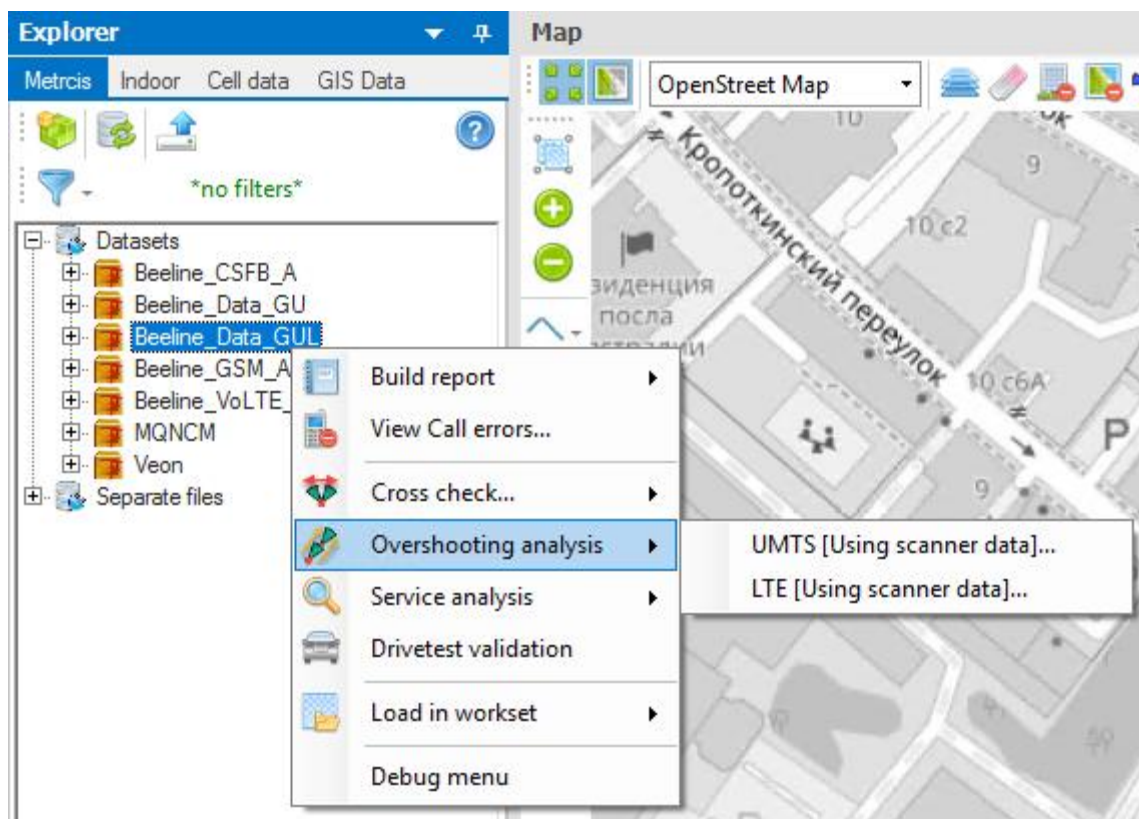 Explorer
Metrcis Indoor Cell data GIS Data
*no filters*
Datasets
Beeline_CSFB_A
Beeline_Data_GU
Beeline_Data_GUL
Beeline_GSM_A
Beeline_VoLTE_
MQNCM
Veon
Separate files
Build report
View Call errors...
Cross check...
Overshooting analysis
Service analysis
Drivetest validation
Load in workset
Debug menu
UMTS [Using scanner data]...
LTE [Using scanner data]...
Map
OpenStreet Map
10
ок
9
Кропоткинский переулок
10 с2
зиденция
посла
стралии
10 с6А
P
9